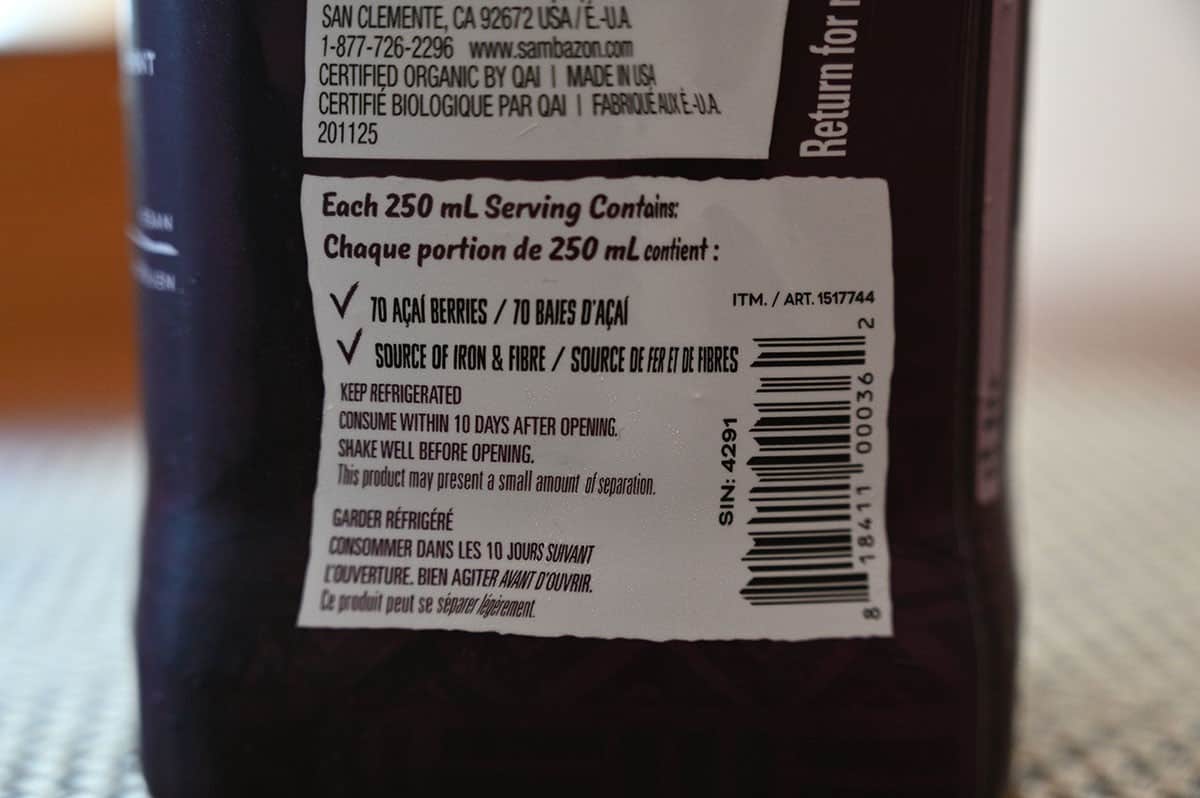 SAN CLEMENTE, CA 92672 USA / É.-U.A.
1-877-726-2296 www.sambazon.com
CERTIFIED ORGANIC BY QAI | MADE IN USA
CERTIFIÉ BIOLOGIQUE PAR QAI | FABRIQUÉ AUX É.-U.A.
201125
Return for
Each 250 mL Serving Contains:
Chaque portion de 250 mL contient :
70 AÇAÍ BERRIES / 70 BAIES D'AÇAÍ
ITM. / ART. 1517744
SOURCE OF IRON & FIBRE / SOURCE DE FER ET DE FIBRES
KEEP REFRIGERATED
CONSUME WITHIN 10 DAYS AFTER OPENING.
SHAKE WELL BEFORE OPENING.
This product may present a small amount of separation.
GARDER RÉFRIGÉRÉ
CONSOMMER DANS LES 10 JOURS SUIVANT
L'OUVERTURE. BIEN AGITER AVANT D'OUVRIR.
Ce produit peut se séparer légèrement.
SIN: 4291
8 18411 00036 2